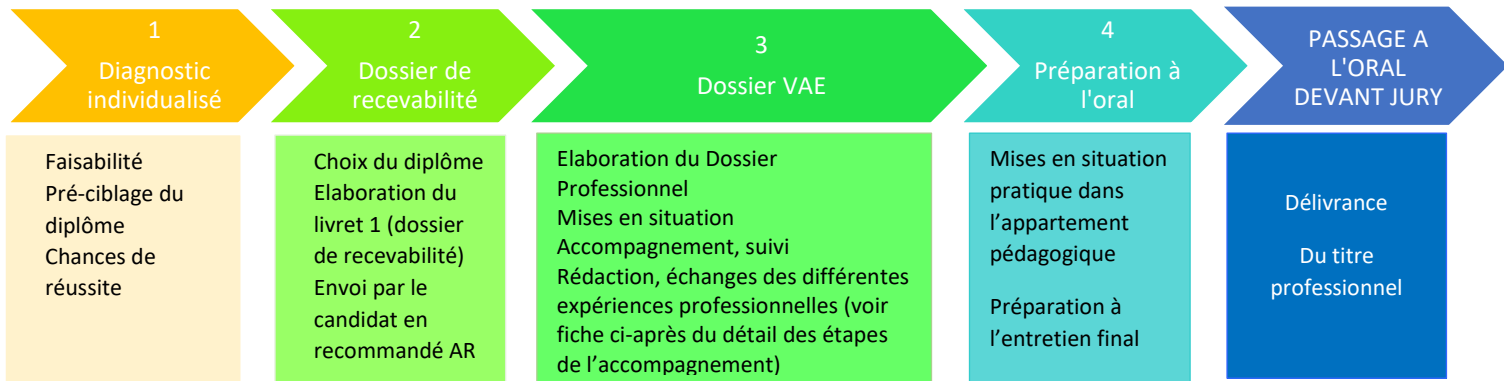 1
Diagnostic
individualisé
2
Dossier de
recevabilité
3
Dossier VAE
4
Préparation à
l'oral
PASSAGE A
L'ORAL
DEVANT JURY
Faisabilité
Pré-ciblage du
diplôme
Chances de
réussite
Choix du diplôme
Elaboration du
livret 1 (dossier
de recevabilité)
Envoi par le
candidat en
recommandé AR
Elaboration du Dossier
Professionnel
Mises en situation
Accompagnement, suivi
Rédaction, échanges des différentes
expériences professionnelles (voir
fiche ci-après du détail des étapes
de l’accompagnement)
Mises en situation
pratique dans
l’appartement
pédagogique
Préparation à
l’entretien final
Délivrance
Du titre
professionnel